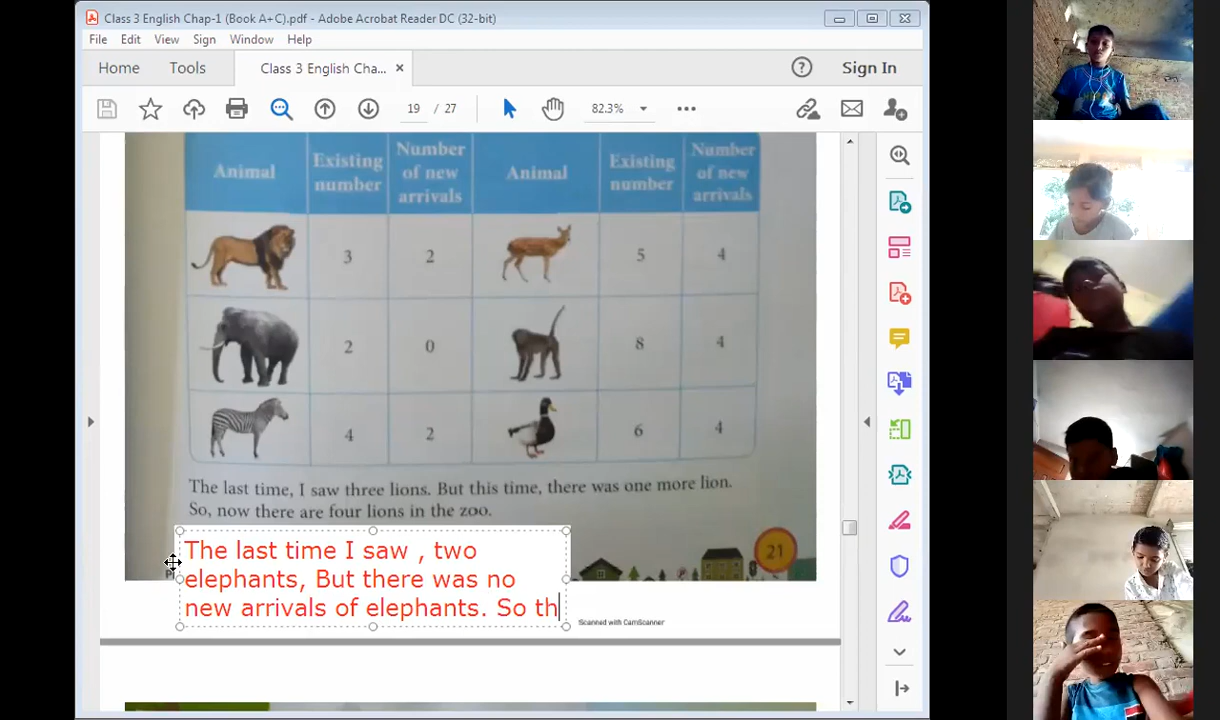 Class 3 English Chap-1 (Book A+C).pdf - Adobe Acrobat Reader DC (32-bit)
File Edit View Sign Window Help
Home Tools Class 3 English Cha... × Sign In
19 / 27 82.3%
Animal Existing number Number of new arrivals Animal Existing number Number of new arrivals
3 2 5 4
2 0 8 4
4 2 6 4
The last time, I saw three lions. But this time, there was one more lion.
So, now there are four lions in the zoo.
The last time I saw , two
elephants, But there was no
new arrivals of elephants. So th
21
Scanned with CamScanner